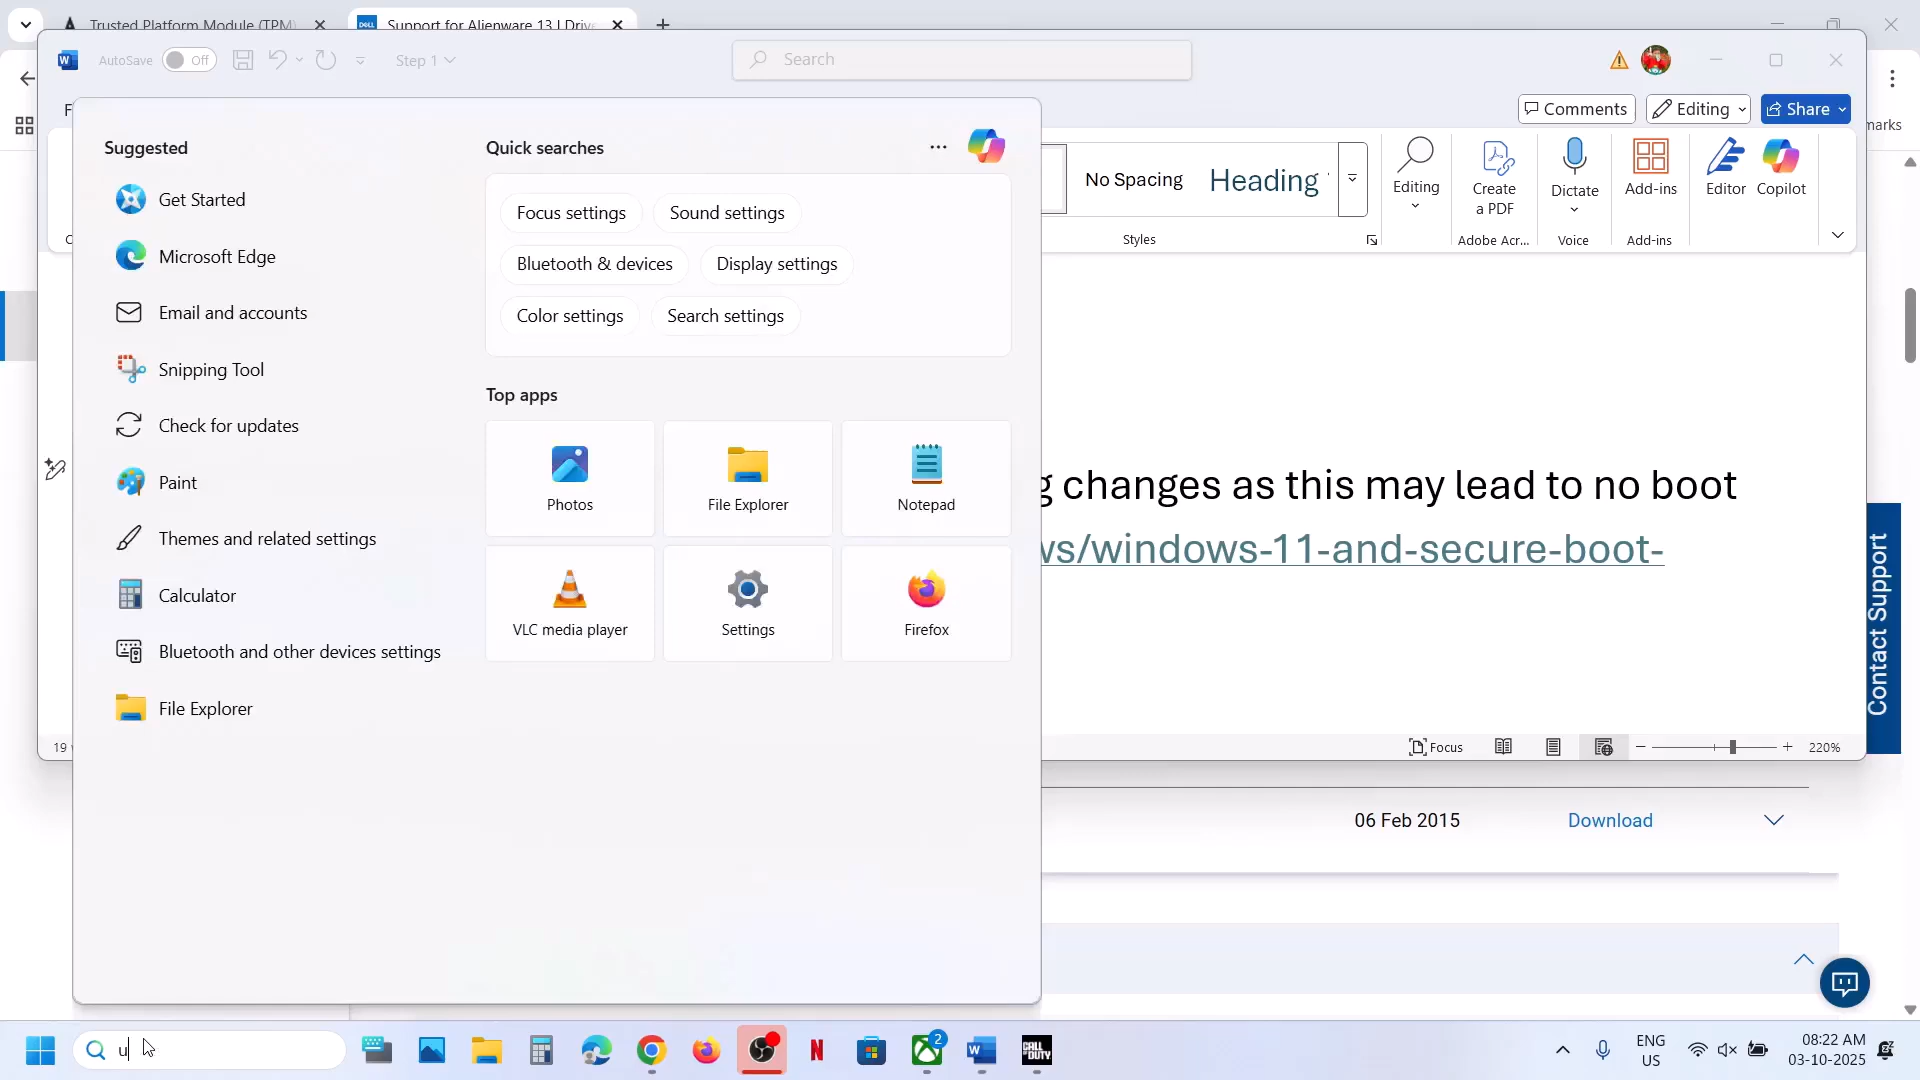 Trusted Platform Module (TPM)
Support for Alienware 13 | Drive
AutoSave Off
Step 1
Search
Comments
Editing
Share
Suggested
Get Started
Microsoft Edge
Email and accounts
Snipping Tool
Check for updates
Paint
Themes and related settings
Calculator
Bluetooth and other devices settings
File Explorer
Quick searches
Focus settings
Sound settings
Bluetooth & devices
Display settings
Color settings
Search settings
Top apps
Photos
File Explorer
Notepad
VLC media player
Settings
Firefox
No Spacing
Heading
Styles
Editing
Create
a PDF
Adobe Acr...
Dictate
Voice
Add-ins
Add-ins
Editor
Copilot
g changes as this may lead to no boot
ws/windows-11-and-secure-boot-
Contact Support
19
Focus
220%
06 Feb 2015
Download
u
2
CALL OF DUTY
ENG
US
08:22 AM
03-10-2025